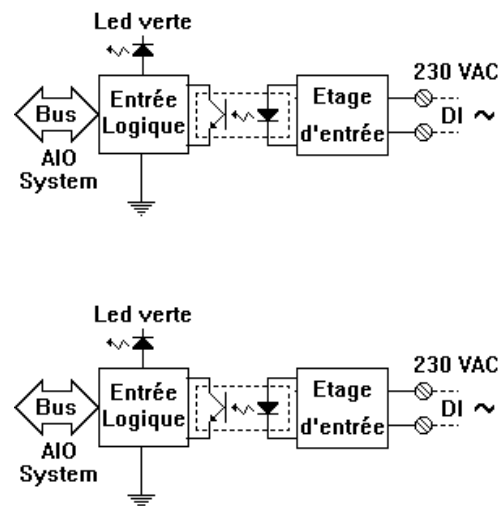 Led verte
230 VAC
Entrée
Logique
Etage
d'entrée
Bus
DI ~
AIO
System
Led verte
230 VAC
Entrée
Logique
Etage
d'entrée
Bus
DI ~
AIO
System